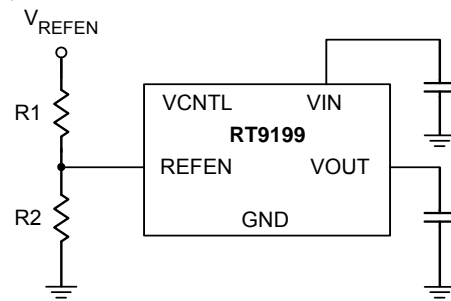 VREFEN
R1
VCNTL VIN
RT9199
REFEN VOUT
R2
GND